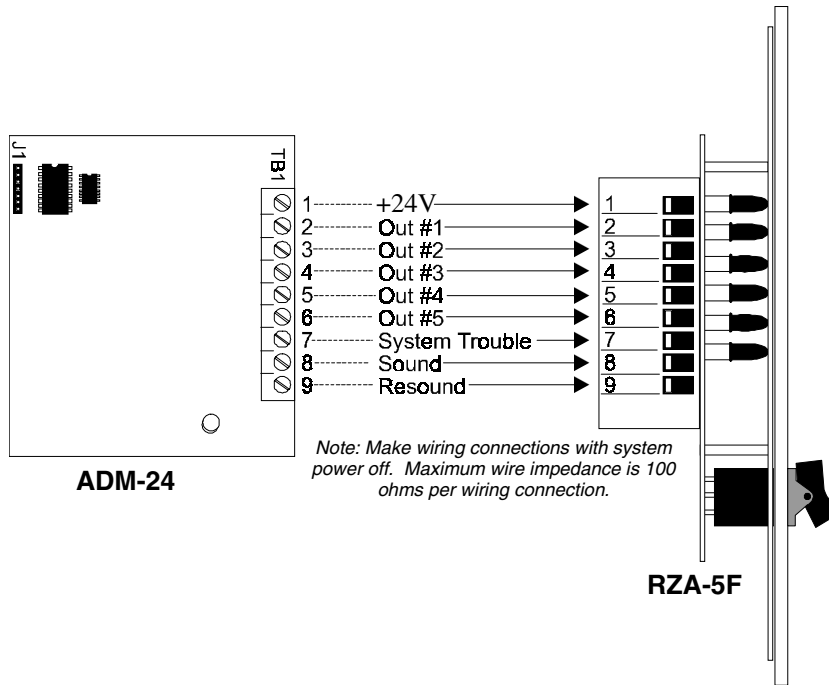 J1
TB1
1 +24V 1
2 Out #1 2
3 Out #2 3
4 Out #3 4
5 Out #4 5
6 Out #5 6
7 System Trouble 7
8 Sound 8
9 Resound 9
Note: Make wiring connections with system
power off. Maximum wire impedance is 100
ohms per wiring connection.
ADM-24
RZA-5F